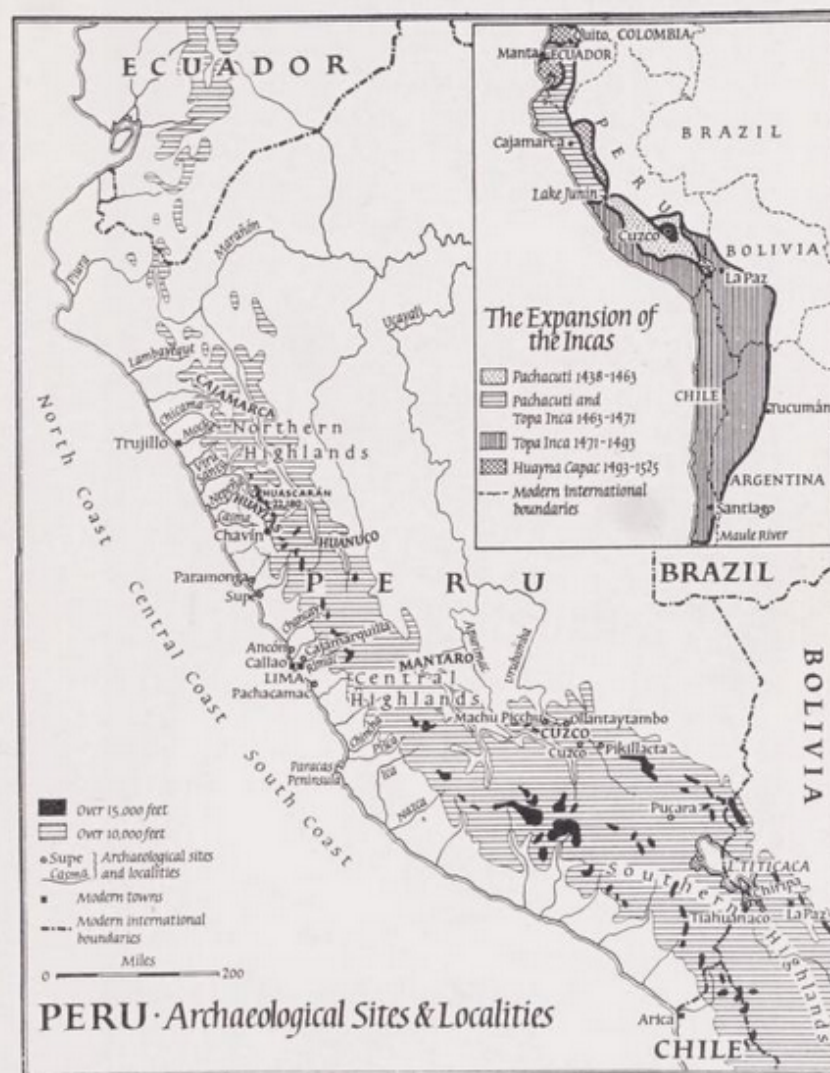 ECUADOR
Marañón
Piura
Ucayali
Lambayeque
CAJAMARCA
Chicama
Moche
Trujillo
Northern
Highlands
Virú
Santa
Nepeña
HUASCARÁN
22,180
HUAYLAS
Casma
Chavín
HUANUCO
PERU
Paramonga
Supe
Chancay
Ancón
Cajamarquilla
Callao
Rimac
LIMA
Pachacamac
MANTARO
Apurimac
Urubamba
Central
Highlands
Machu Picchu
Ollantaytambo
CUZCO
Cuzco
Pikillacta
Chincha
Pisco
Paracas
Peninsula
Ica
Nazca
Pucara
L. TITICACA
Chiripa
Tiahuanaco
La Paz
Southern Highlands
Arica
CHILE
BRAZIL
BOLIVIA
North Coast
Central Coast
South Coast
Over 15,000 feet
Over 10,000 feet
Supe
Casma
Archaeological sites
and localities
Modern towns
Modern international
boundaries
Miles
0 200
PERU · Archaeological Sites & Localities
Quito, COLOMBIA
Manta
ECUADOR
PERU
BRAZIL
Cajamarca
Lake Junin
Cuzco
BOLIVIA
La Paz
The Expansion of
the Incas
Pachacuti 1438-1463
Pachacuti and
Topa Inca 1463-1471
Topa Inca 1471-1493
Huayna Capac 1493-1525
Modern International
boundaries
CHILE
Tucumán
ARGENTINA
Santiago
Maule River